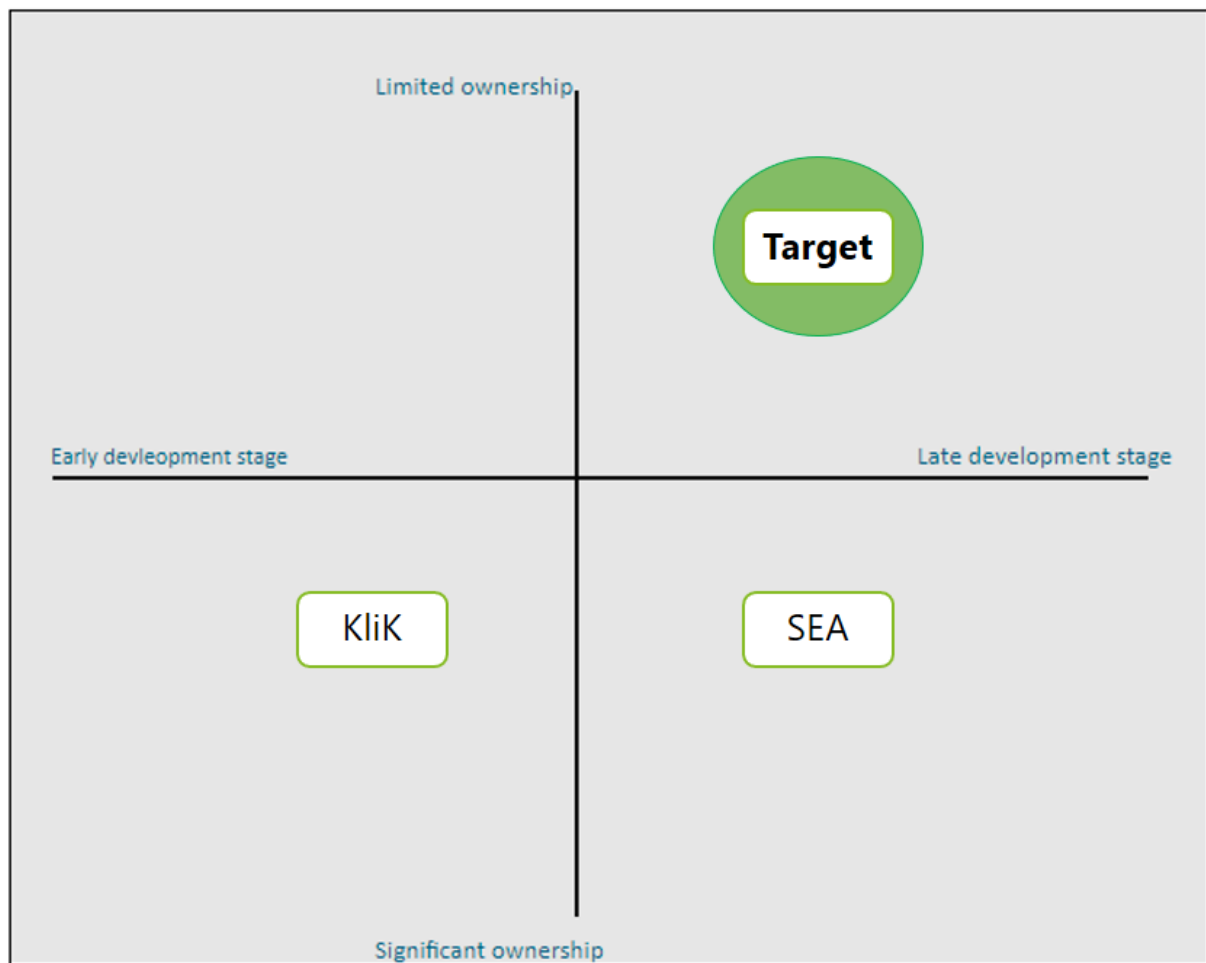 Limited ownership
Target
Early devleopment stage
Late development stage
KliK
SEA
Significant ownership